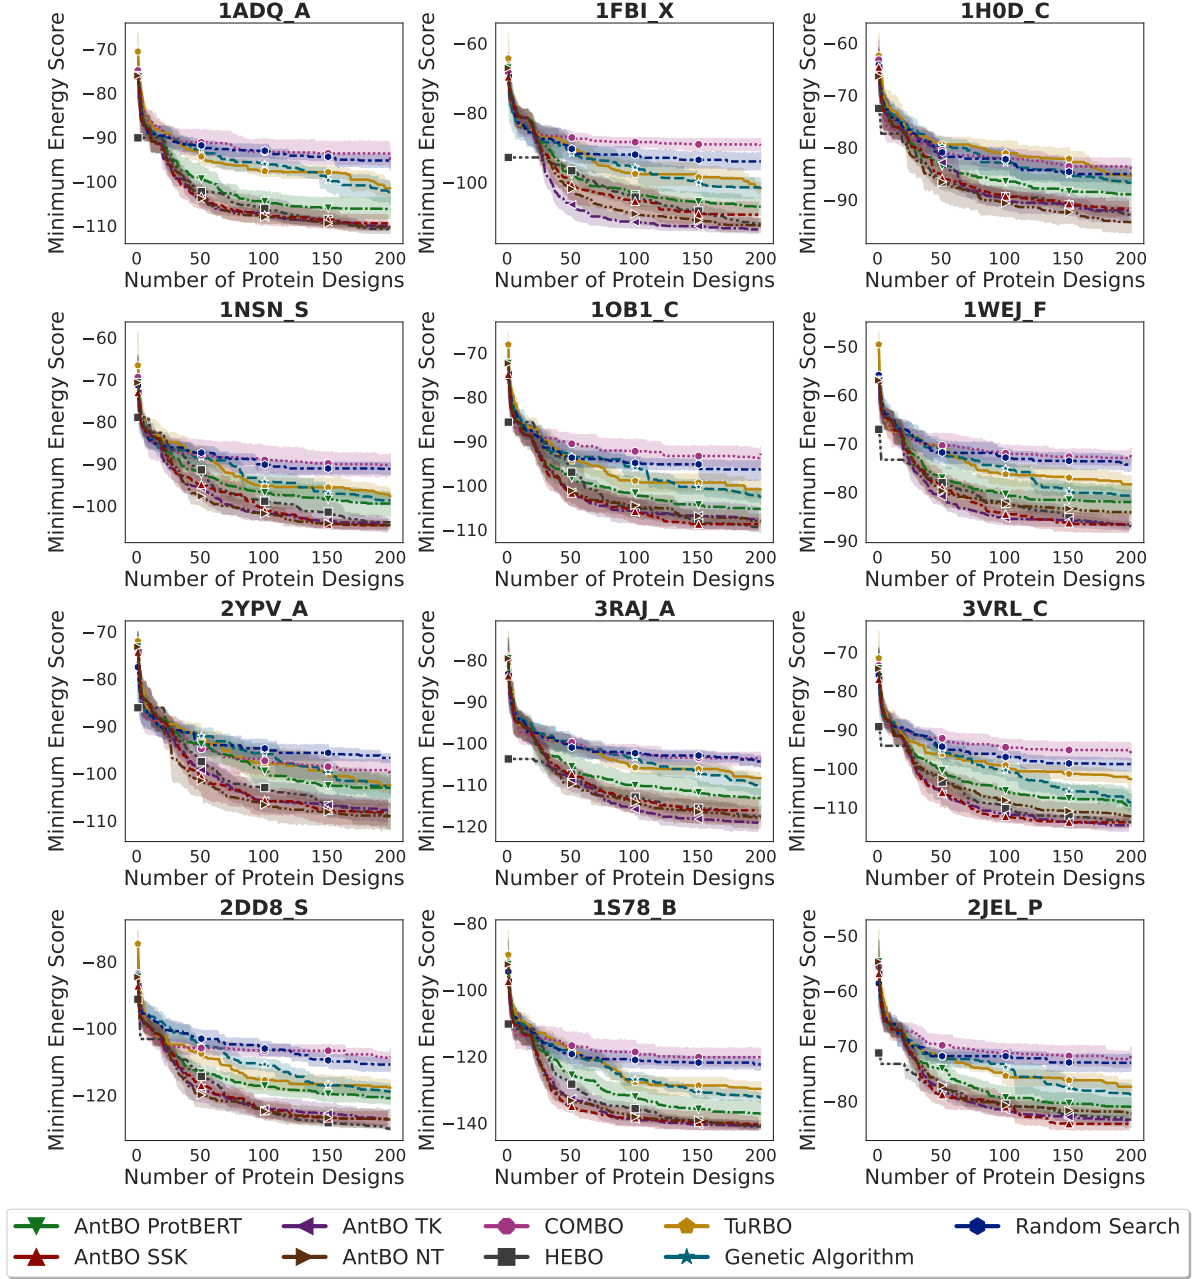 1ADQ_A 1FBI_X 1H0D_C
Minimum Energy Score −70 −80 −90 −100 −110
Minimum Energy Score −60 −80 −100
Minimum Energy Score −60 −70 −80 −90
0 50 100 150 200 0 50 100 150 200 0 50 100 150 200
Number of Protein Designs Number of Protein Designs Number of Protein Designs
1NSN_S 1OB1_C 1WEJ_F
Minimum Energy Score −60 −70 −80 −90 −100
Minimum Energy Score −70 −80 −90 −100 −110
Minimum Energy Score −50 −60 −70 −80 −90
0 50 100 150 200 0 50 100 150 200 0 50 100 150 200
Number of Protein Designs Number of Protein Designs Number of Protein Designs
2YPV_A 3RAJ_A 3VRL_C
Minimum Energy Score −70 −80 −90 −100 −110
Minimum Energy Score −80 −90 −100 −110 −120
Minimum Energy Score −70 −80 −90 −100 −110
0 50 100 150 200 0 50 100 150 200 0 50 100 150 200
Number of Protein Designs Number of Protein Designs Number of Protein Designs
2DD8_S 1S78_B 2JEL_P
Minimum Energy Score −80 −100 −120
Minimum Energy Score −80 −100 −120 −140
Minimum Energy Score −50 −60 −70 −80
0 50 100 150 200 0 50 100 150 200 0 50 100 150 200
Number of Protein Designs Number of Protein Designs Number of Protein Designs
AntBO ProtBERT AntBO TK COMBO TuRBO Random Search
AntBO SSK AntBO NT HEBO Genetic Algorithm